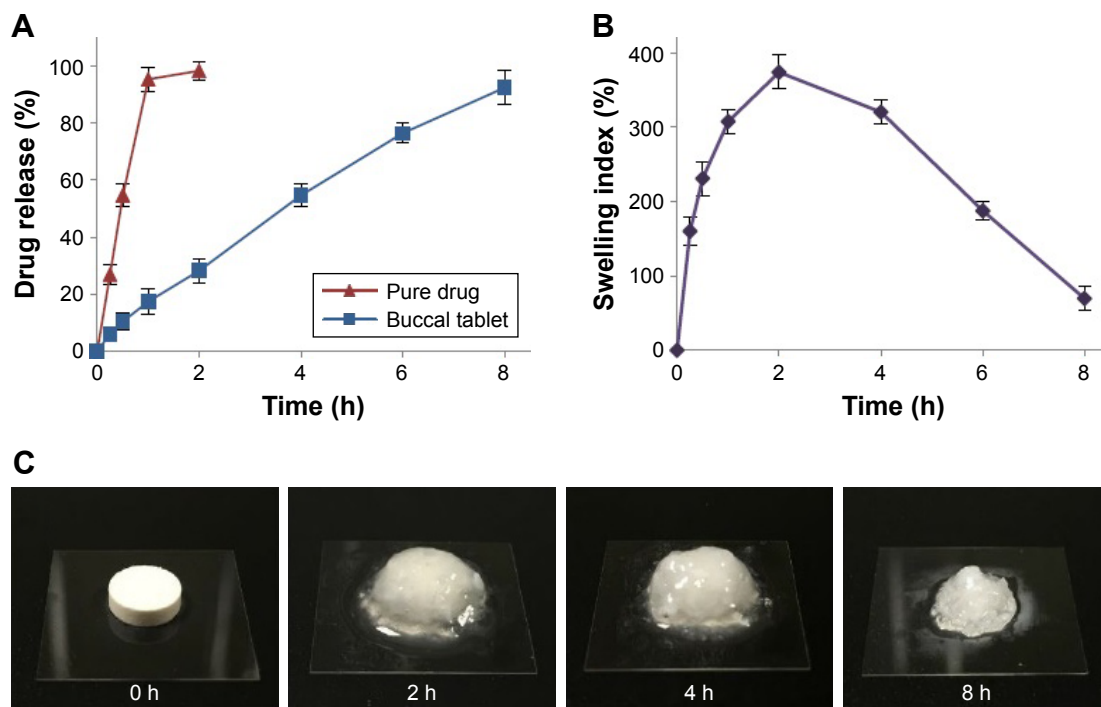 A
Drug release (%)
100
80
60
40
20
0
0 2 4 6 8
Time (h)
Pure drug
Buccal tablet
B
Swelling index (%)
400
300
200
100
0
0 2 4 6 8
Time (h)
C
0 h
2 h
4 h
8 h